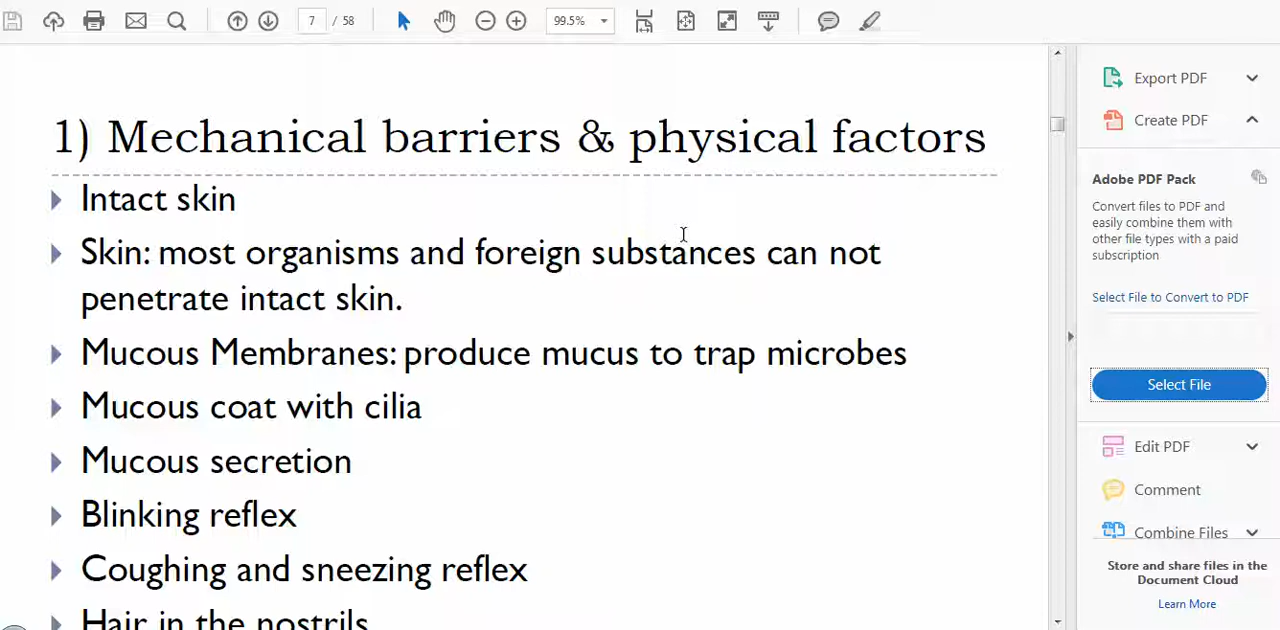 7 / 58
99.5%
1) Mechanical barriers & physical factors
Intact skin
Skin: most organisms and foreign substances can not
penetrate intact skin.
Mucous Membranes: produce mucus to trap microbes
Mucous coat with cilia
Mucous secretion
Blinking reflex
Coughing and sneezing reflex
Hair in the nostrils
Export PDF
Create PDF
Adobe PDF Pack
Convert files to PDF and
easily combine them with
other file types with a paid
subscription
Select File to Convert to PDF
Select File
Edit PDF
Comment
Combine Files
Store and share files in the
Document Cloud
Learn More